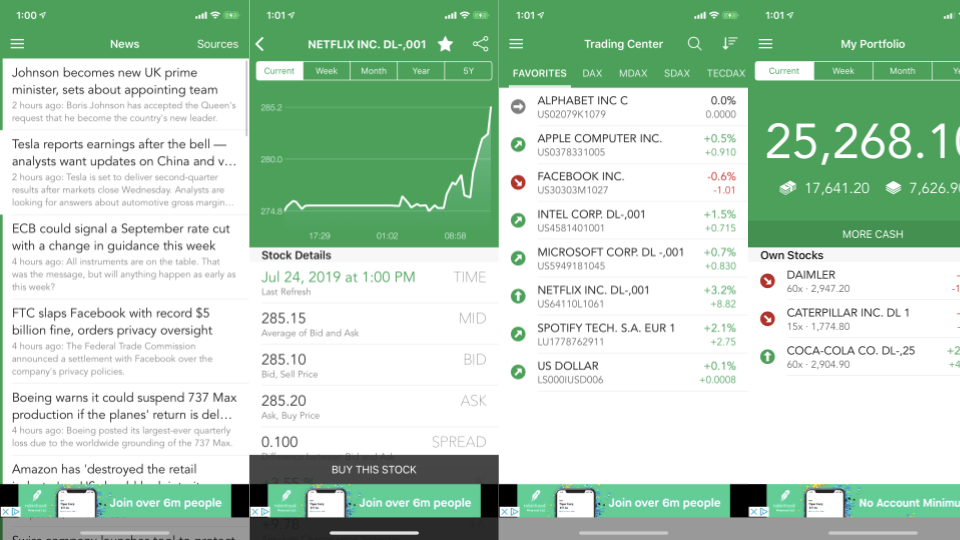 1:00
News
Sources
Johnson becomes new UK prime
minister, sets about appointing team
2 hours ago: Boris Johnson has accepted the Queen's
request that he become the country's new leader.
Tesla reports earnings after the bell —
analysts want updates on China and v...
2 hours ago: Tesla is set to deliver second-quarter
results after markets close Wednesday. Analysts are
looking for answers about automotive gross margin...
ECB could signal a September rate cut
with a change in guidance this week
4 hours ago: All instruments are on the table. That
was the message, but will anything happen as early as
this week?
FTC slaps Facebook with record $5
billion fine, orders privacy oversight
4 hours ago: The Federal Trade Commission
announced a settlement with Facebook over the
company's privacy policies.
Boeing warns it could suspend 737 Max
production if the planes' return is del...
4 hours ago: Boeing posted its largest-ever quarterly
loss due to the worldwide grounding of the 737 Max.
Amazon has 'destroyed the retail
Join over 6m people
1:01
NETFLIX INC. DL-,001
Current Week Month Year 5Y
285.2
280.0
274.8
17:29 01:02 08:58
Stock Details
Jul 24, 2019 at 1:00 PM TIME
Last Refresh
285.15 MID
Average of Bid and Ask
285.10 BID
Bid, Sell Price
285.20 ASK
Ask, Buy Price
0.100 SPREAD
BUY THIS STOCK
Join over 6m people
1:01
Trading Center
FAVORITES DAX MDAX SDAX TECDAX
ALPHABET INC C 0.0%
US02079K1079 0.0000
APPLE COMPUTER INC. +0.5%
US0378331005 +0.910
FACEBOOK INC. -0.6%
US30303M1027 -1.01
INTEL CORP. DL-,001 +1.5%
US4581401001 +0.715
MICROSOFT CORP. DL -,001 +0.7%
US5949181045 +0.830
NETFLIX INC. DL-,001 +3.2%
US64110L1061 +8.82
SPOTIFY TECH. S.A. EUR 1 +2.1%
LU1778762911 +2.75
US DOLLAR +0.1%
LS000IUSD006 +0.0008
Join over 6m people
1:01
My Portfolio
Current Week Month Ye
25,268.10
17,641.20 7,626.90
MORE CASH
Own Stocks
DAIMLER
60x · 2,947.20
CATERPILLAR INC. DL 1
15x · 1,774.80
COCA-COLA CO. DL-,25
60x · 2,904.90
No Account Minimu